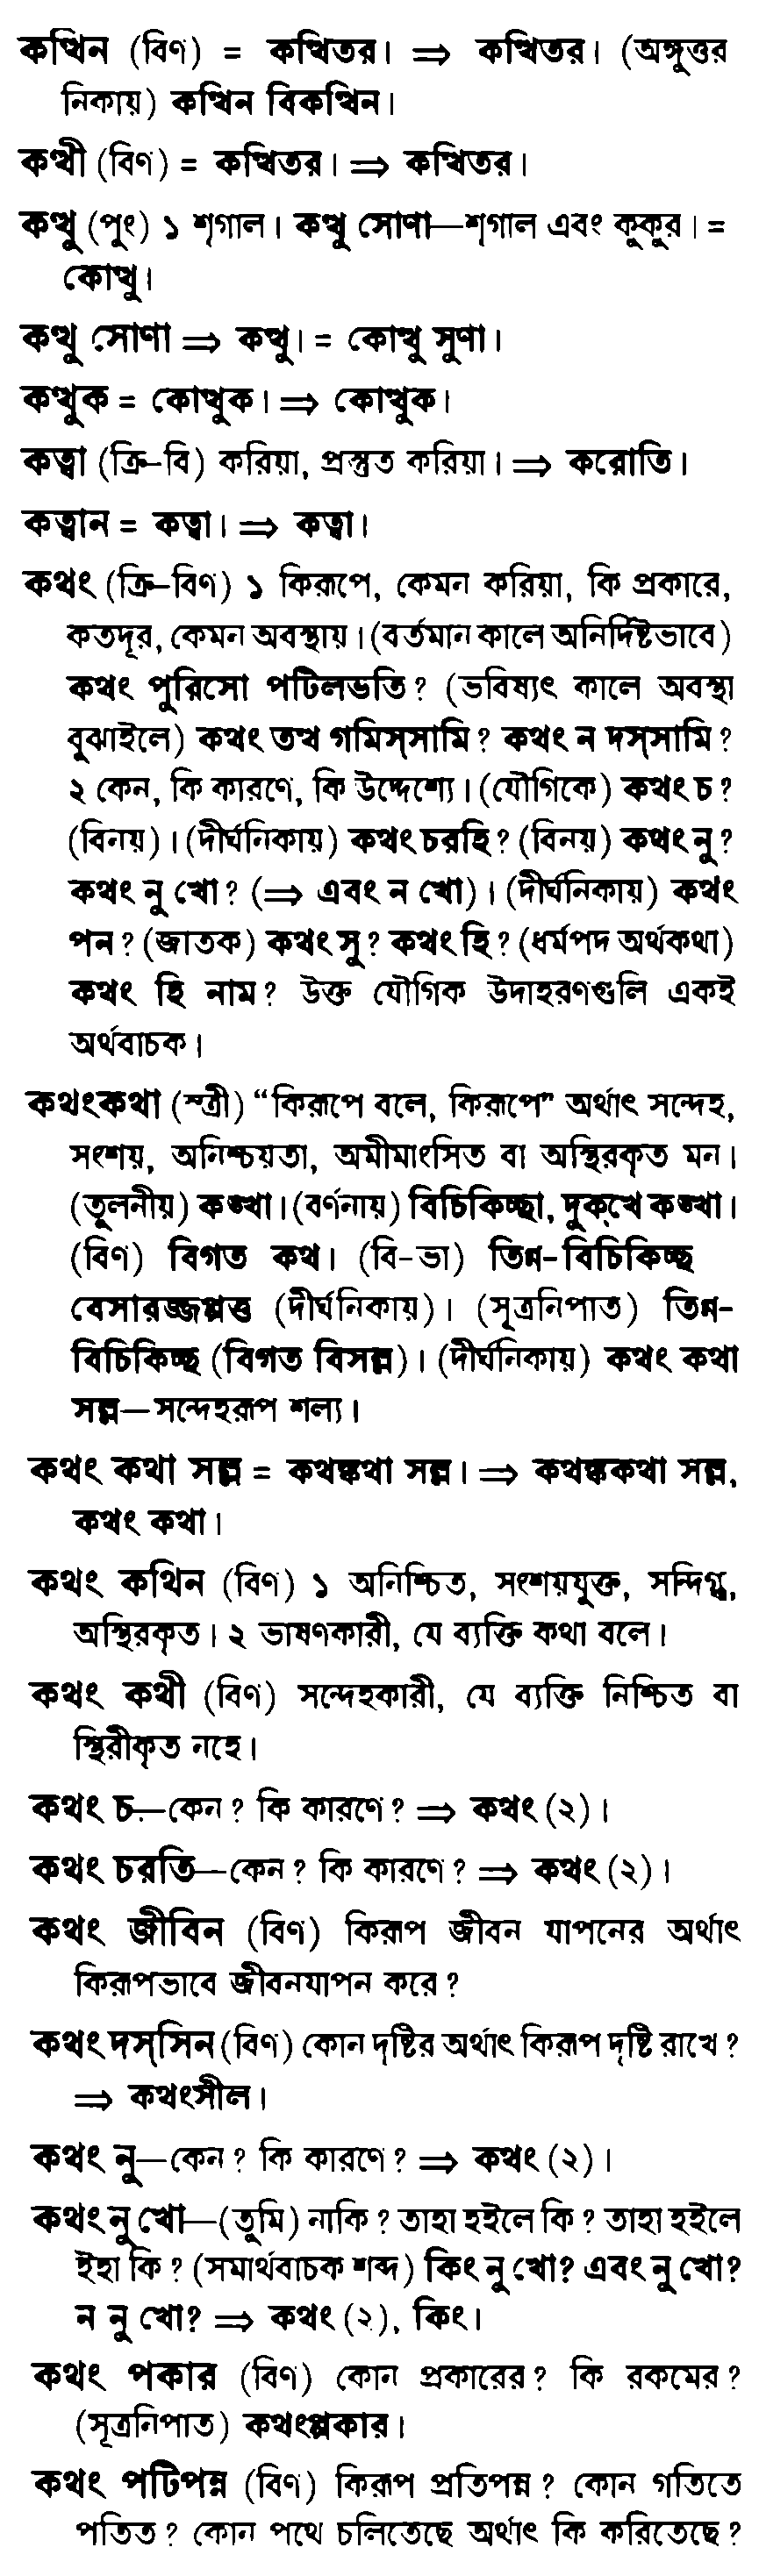 কত্থিন (বিণ) = কত্থিতর। ⇒ কত্থিতর। (অঙ্গুত্তর
নিকায়) কত্থিন বিকত্থিন।
কত্থী (বিণ) = কত্থিতর। ⇒ কত্থিতর।
কত্থু (পুং) ১ শৃগাল। কত্থু সোণা—শৃগাল এবং কুকুর। =
কোত্থু।
কত্থু সোণা ⇒ কত্থু। = কোত্থু সুণা।
কত্থুক = কোত্থুক। ⇒ কোত্থুক।
কত্বা (ক্রি-বি) করিয়া, প্রস্তুত করিয়া। ⇒ করোতি।
কত্বান = কত্বা। ⇒ কত্বা।
কথং (ক্রি-বিণ) ১ কিরূপে, কেমন করিয়া, কি প্রকারে,
কতদূর, কেমন অবস্থায়। (বর্তমান কালে অনির্দিষ্টভাবে)
কথং পুরিসো পটিলভতি? (ভবিষ্যৎ কালে অবস্থা
বুঝাইলে) কথং তত্থ গমিস্‌সামি? কথং ন দস্‌সামি?
২ কেন, কি কারণে, কি উদ্দেশ্যে। (যৌগিকে) কথং চ?
(বিনয়)। (দীর্ঘনিকায়) কথং চরহি? (বিনয়) কথং নু?
কথং নু খো? (⇒ এবং ন খো)। (দীর্ঘনিকায়) কথং
পন? (জাতক) কথং সু? কথং হি? (ধর্মপদ অর্থকথা)
কথং হি নাম? উক্ত যৌগিক উদাহরণগুলি একই
অর্থবাচক।
কথংকথা (স্ত্রী) “কিরূপে বলে, কিরূপে” অর্থাৎ সন্দেহ,
সংশয়, অনিশ্চয়তা, অমীমাংসিত বা অস্থিরকৃত মন।
(তুলনীয়) কঙ্খা। (বর্ণনায়) বিচিকিচ্ছা, দুক্‌খে কঙ্খা।
(বিণ) বিগত কথ। (বি-ভা) তিন্ন-বিচিকিচ্ছ
বেসারজ্জপ্পত্ত (দীর্ঘনিকায়)। (সূত্রনিপাত) তিন্ন-
বিচিকিচ্ছ (বিগত বিসল্ল)। (দীর্ঘনিকায়) কথং কথা
সল্ল—সন্দেহরূপ শল্য।
কথং কথা সল্ল = কথঙ্কথা সল্ল। ⇒ কথঙ্ককথা সল্ল,
কথং কথা।
কথং কথিন (বিণ) ১ অনিশ্চিত, সংশয়যুক্ত, সন্দিগ্ধ,
অস্থিরকৃত। ২ ভাষণকারী, যে ব্যক্তি কথা বলে।
কথং কথী (বিণ) সন্দেহকারী, যে ব্যক্তি নিশ্চিত বা
স্থিরীকৃত নহে।
কথং চ—কেন? কি কারণে? ⇒ কথং (২)।
কথং চরতি—কেন? কি কারণে? ⇒ কথং (২)।
কথং জীবিন (বিণ) কিরূপ জীবন যাপনের অর্থাৎ
কিরূপভাবে জীবনযাপন করে?
কথং দস্‌সিন (বিণ) কোন দৃষ্টির অর্থাৎ কিরূপ দৃষ্টি রাখে?
⇒ কথংসীল।
কথং নু—কেন? কি কারণে? ⇒ কথং (২)।
কথং নু খো—(তুমি) নাকি? তাহা হইলে কি? তাহা হইলে
ইহা কি? (সমার্থবাচক শব্দ) কিং নু খো? এবং নু খো?
ন নু খো? ⇒ কথং (২), কিং।
কথং পকার (বিণ) কোন প্রকারের? কি রকমের?
(সূত্রনিপাত) কথংপ্পকার।
কথং পটিপন্ন (বিণ) কিরূপ প্রতিপন্ন? কোন গতিতে
পতিত? কোন পথে চলিতেছে অর্থাৎ কি করিতেছে?